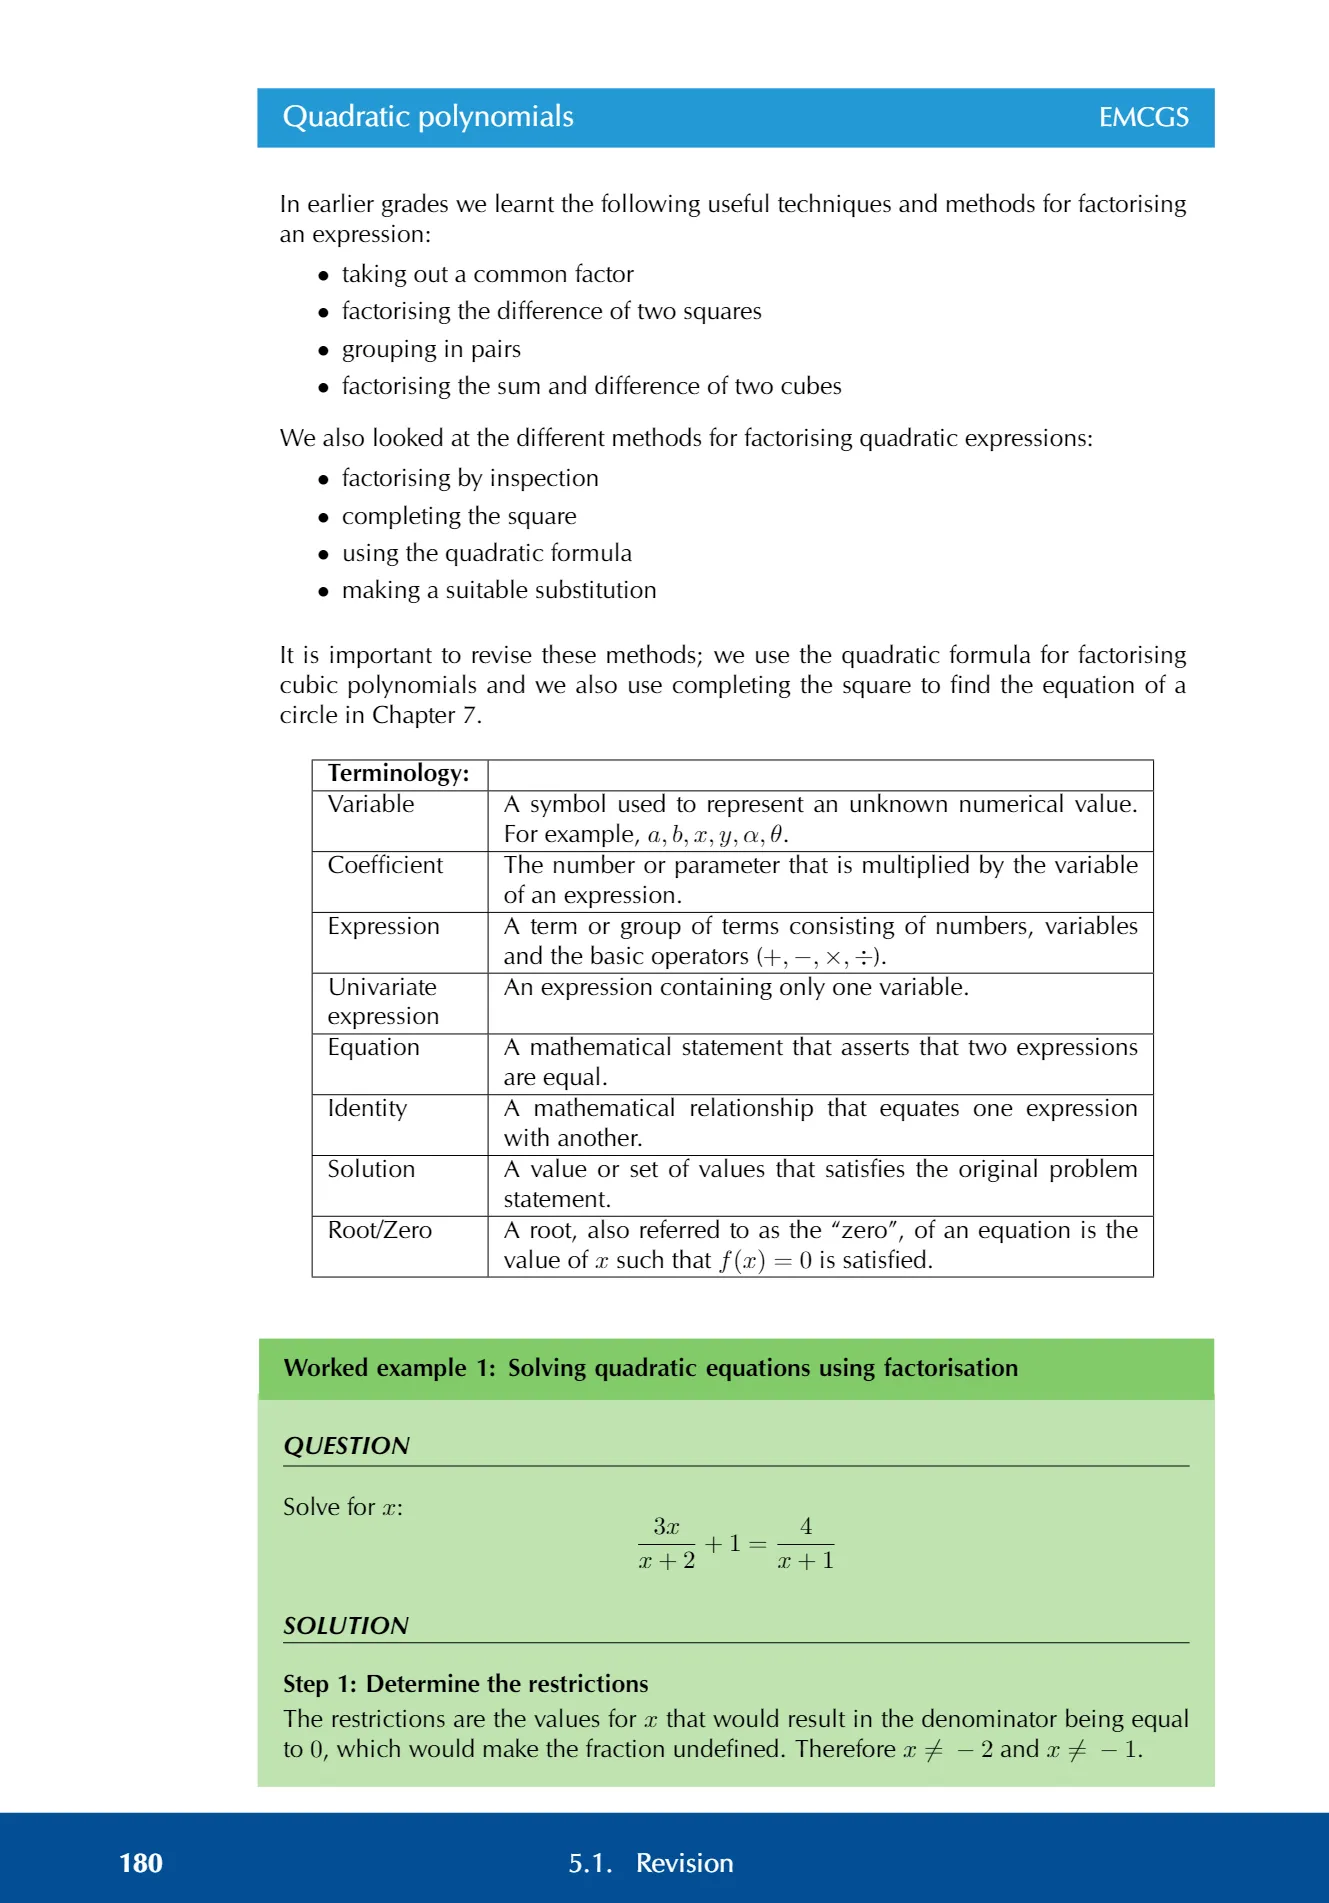 Quadratic polynomials EMCGS
In earlier grades we learnt the following useful techniques and methods for factorising
an expression:
• taking out a common factor
• factorising the difference of two squares
• grouping in pairs
• factorising the sum and difference of two cubes
We also looked at the different methods for factorising quadratic expressions:
• factorising by inspection
• completing the square
• using the quadratic formula
• making a suitable substitution
It is important to revise these methods; we use the quadratic formula for factorising
cubic polynomials and we also use completing the square to find the equation of a
circle in Chapter 7.
Terminology:
Variable A symbol used to represent an unknown numerical value.
For example, a, b, x, y, α, θ.
Coefficient The number or parameter that is multiplied by the variable
of an expression.
Expression A term or group of terms consisting of numbers, variables
and the basic operators (+, −, ×, ÷).
Univariate An expression containing only one variable.
expression
Equation A mathematical statement that asserts that two expressions
are equal.
Identity A mathematical relationship that equates one expression
with another.
Solution A value or set of values that satisfies the original problem
statement.
Root/Zero A root, also referred to as the “zero”, of an equation is the
value of x such that f(x) = 0 is satisfied.
Worked example 1: Solving quadratic equations using factorisation
QUESTION
Solve for x:
3x/(x + 2) + 1 = 4/(x + 1)
SOLUTION
Step 1: Determine the restrictions
The restrictions are the values for x that would result in the denominator being equal
to 0, which would make the fraction undefined. Therefore x ≠ − 2 and x ≠ − 1.
180 5.1. Revision